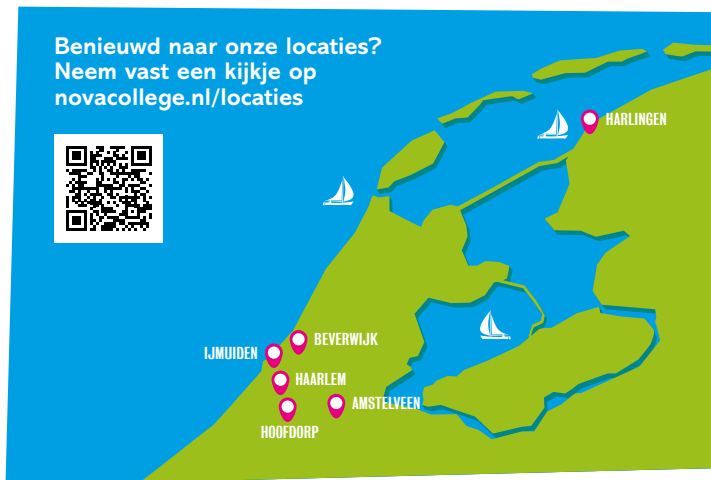 Benieuwd naar onze locaties?
Neem vast een kijkje op
novacollege.nl/locaties
HARLINGEN
BEVERWIJK
IJMUIDEN
HAARLEM
AMSTELVEEN
HOOFDORP